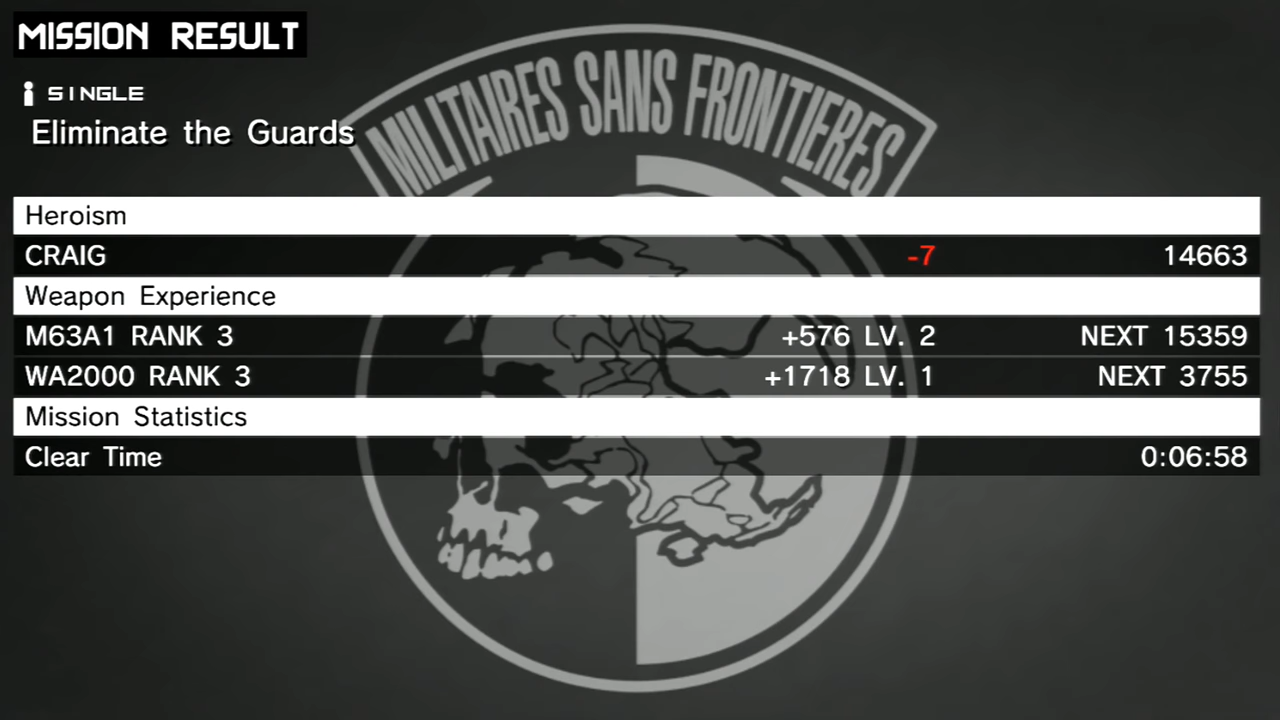 MISSION RESULT
MILITAIRES SANS FRONTIERES
SINGLE
Eliminate the Guards
Heroism
CRAIG -7 14663
Weapon Experience
M63A1 RANK 3 +576 LV. 2 NEXT 15359
WA2000 RANK 3 +1718 LV. 1 NEXT 3755
Mission Statistics
Clear Time 0:06:58